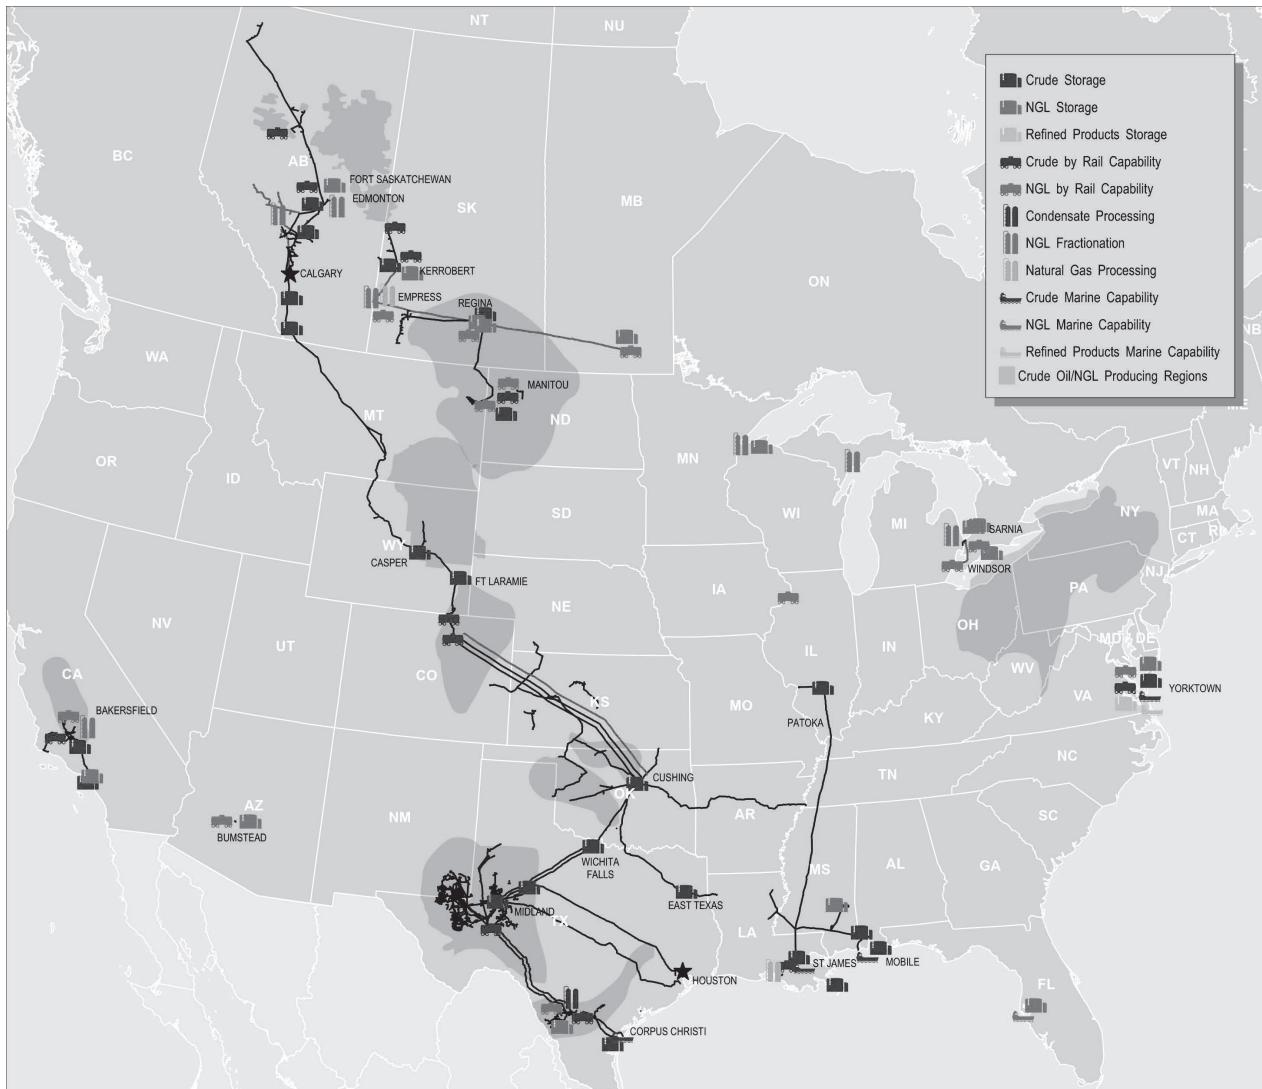 NT
NU
AK
Crude Storage
NGL Storage
Refined Products Storage
Crude by Rail Capability
NGL by Rail Capability
Condensate Processing
NGL Fractionation
Natural Gas Processing
Crude Marine Capability
NGL Marine Capability
Refined Products Marine Capability
Crude Oil/NGL Producing Regions
BC
AB
FORT SASKATCHEWAN
EDMONTON
SK
MB
ON
CALGARY
KERROBERT
EMPRESS
REGINA
NB
WA
MANITOU
MT
ND
ME
OR
ID
MN
VT
NH
WI
MI
NY
MA
SD
SARNIA
CT
RI
WY
CASPER
WINDSOR
NJ
FT LARAMIE
IA
PA
NE
OH
NV
UT
IL
IN
MD
DE
CA
CO
WV
VA
YORKTOWN
KS
MO
BAKERSFIELD
PATOKA
KY
NC
CUSHING
TN
OK
AZ
NM
AR
SC
BUMSTEAD
WICHITA
FALLS
MS
AL
GA
EAST TEXAS
MIDLAND
TX
LA
ST JAMES
MOBILE
HOUSTON
FL
CORPUS CHRISTI